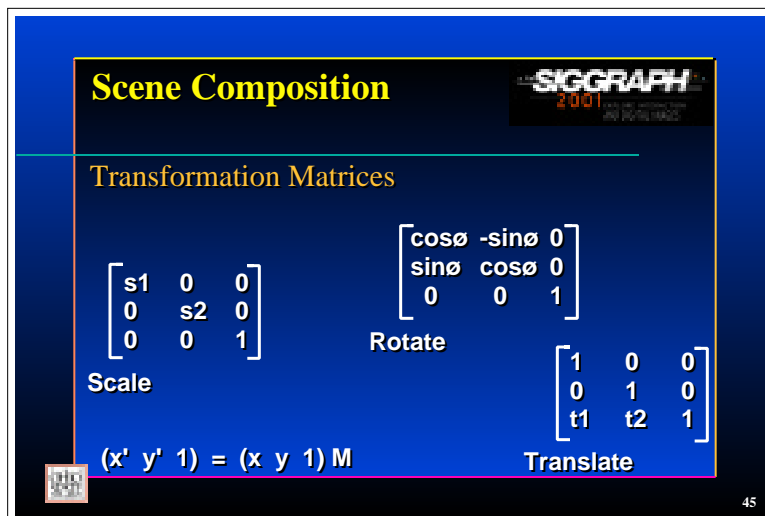 Scene Composition
SIGGRAPH
2001
Transformation Matrices
s1 0 0
0 s2 0
0 0 1
Scale
cosø -sinø 0
sinø cosø 0
0 0 1
Rotate
1 0 0
0 1 0
t1 t2 1
Translate
(x' y' 1) = (x y 1) M
45